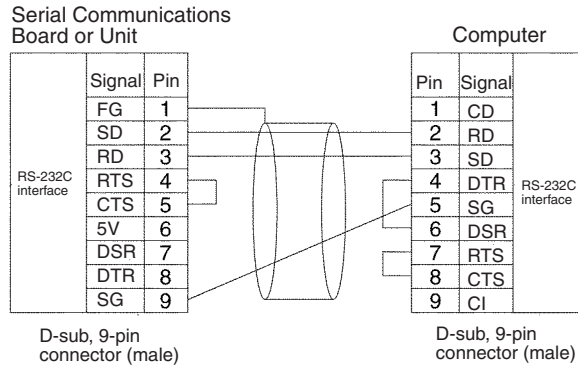 Serial Communications
Board or Unit
Computer
Signal Pin
FG 1
SD 2
RD 3
RTS 4
CTS 5
5V 6
DSR 7
DTR 8
SG 9
RS-232C
interface
Pin Signal
1 CD
2 RD
3 SD
4 DTR
5 SG
6 DSR
7 RTS
8 CTS
9 CI
RS-232C
interface
D-sub, 9-pin
connector (male)
D-sub, 9-pin
connector (male)